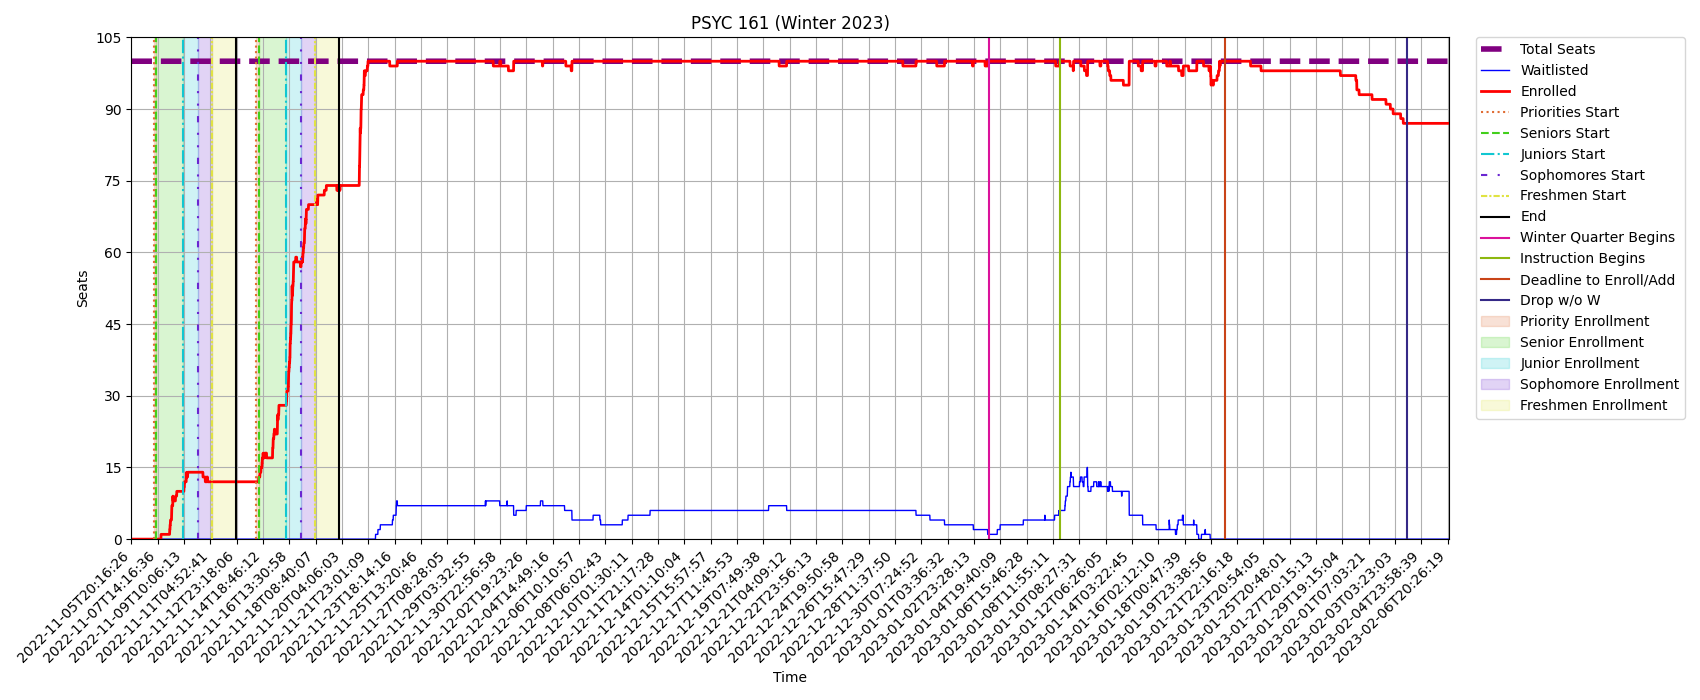 PSYC 161 (Winter 2023)
105
90
75
60
45
30
15
0
Seats
2022-11-05T20:16:26
2022-11-07T14:16:36
2022-11-09T10:06:13
2022-11-11T04:52:41
2022-11-12T23:18:06
2022-11-14T18:46:12
2022-11-16T13:30:58
2022-11-18T08:40:07
2022-11-20T04:06:03
2022-11-21T23:01:09
2022-11-23T18:14:16
2022-11-25T13:20:46
2022-11-27T08:28:05
2022-11-29T03:32:55
2022-11-30T22:56:58
2022-12-02T19:23:26
2022-12-04T14:49:16
2022-12-06T10:10:57
2022-12-08T06:02:43
2022-12-10T01:30:11
2022-12-11T21:17:28
2022-12-14T01:10:04
2022-12-15T15:57:57
2022-12-17T11:45:53
2022-12-19T07:49:38
2022-12-21T04:09:12
2022-12-22T23:56:13
2022-12-24T19:50:58
2022-12-26T15:47:29
2022-12-28T11:37:50
2022-12-30T07:24:52
2023-01-01T03:36:32
2023-01-02T23:28:13
2023-01-04T19:40:09
2023-01-06T15:46:28
2023-01-08T11:55:11
2023-01-10T08:27:31
2023-01-12T06:26:05
2023-01-14T03:22:45
2023-01-16T02:12:10
2023-01-18T00:47:39
2023-01-19T23:38:56
2023-01-21T22:16:18
2023-01-23T20:54:05
2023-01-25T20:48:01
2023-01-27T20:15:13
2023-01-29T19:15:04
2023-02-01T07:03:21
2023-02-03T03:23:03
2023-02-04T23:58:39
2023-02-06T20:26:19
Time
Total Seats
Waitlisted
Enrolled
Priorities Start
Seniors Start
Juniors Start
Sophomores Start
Freshmen Start
End
Winter Quarter Begins
Instruction Begins
Deadline to Enroll/Add
Drop w/o W
Priority Enrollment
Senior Enrollment
Junior Enrollment
Sophomore Enrollment
Freshmen Enrollment